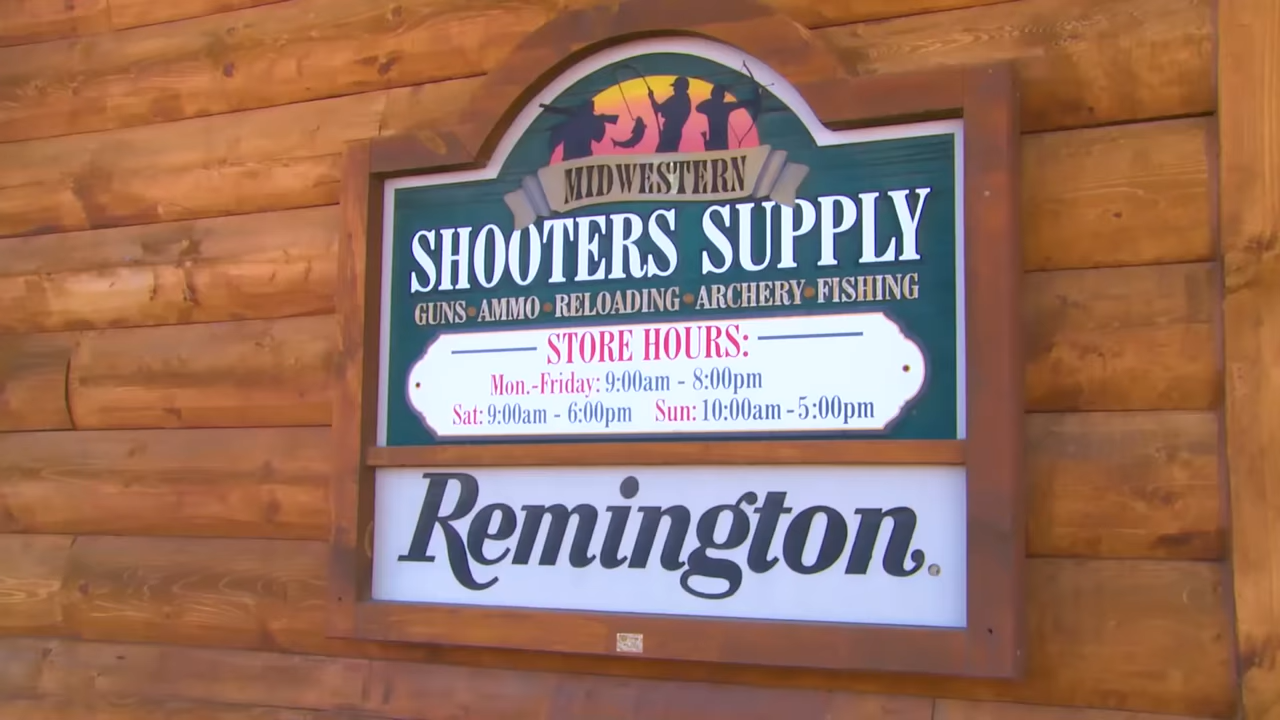 MIDWESTERN
SHOOTERS SUPPLY
GUNS•AMMO•RELOADING•ARCHERY•FISHING
STORE HOURS:
Mon.-Friday: 9:00am - 8:00pm
Sat: 9:00am - 6:00pm Sun: 10:00am - 5:00pm
Remington.